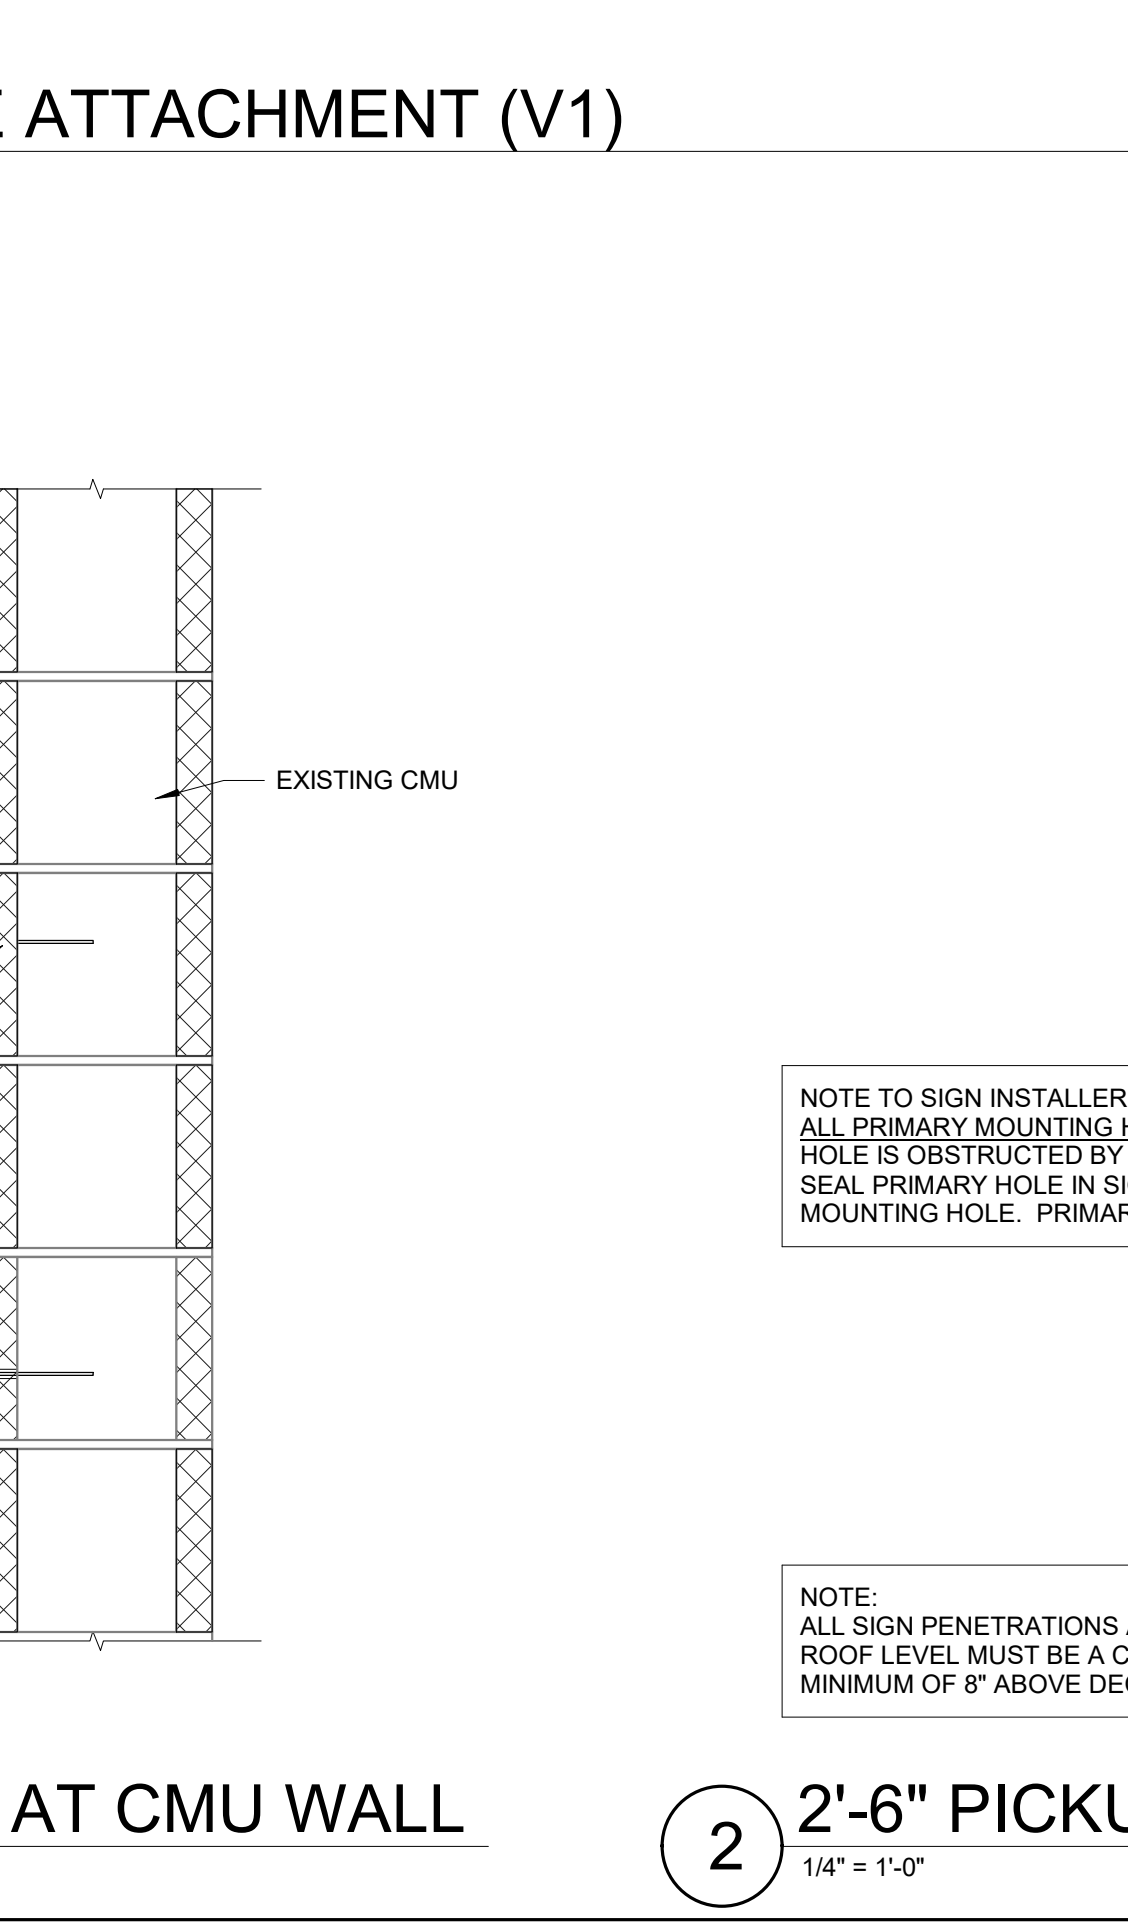 ATTACHMENT (V1)
EXISTING CMU
NOTE TO SIGN INSTALLER
ALL PRIMARY MOUNTING
HOLE IS OBSTRUCTED BY
SEAL PRIMARY HOLE IN
MOUNTING HOLE. PRIMAR
NOTE:
ALL SIGN PENETRATIONS
ROOF LEVEL MUST BE A
MINIMUM OF 8" ABOVE
AT CMU WALL
2
2'-6" PICKU
1/4" = 1'-0"